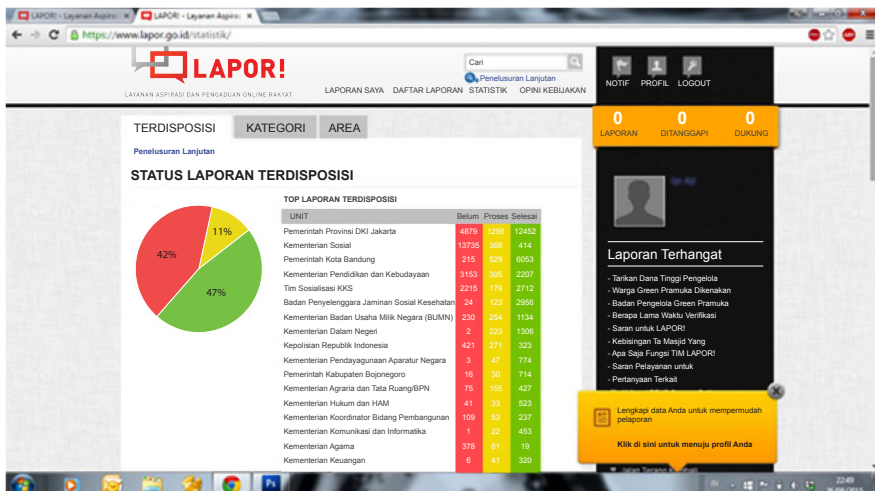 LAPOR! - Layanan Aspiras
LAPOR! - Layanan Aspiras
https://www.lapor.go.id/statistik/
LAPOR!
LAYANAN ASPIRASI DAN PENGADUAN ONLINE RAKYAT
Cari
Penelusuran Lanjutan
LAPORAN SAYA DAFTAR LAPORAN STATISTIK OPINI KEBIJAKAN
NOTIF PROFIL LOGOUT
0 0 0
LAPORAN DITANGGAPI DUKUNG
TERDISPOSISI KATEGORI AREA
Penelusuran Lanjutan
STATUS LAPORAN TERDISPOSISI
11%
42%
47%
TOP LAPORAN TERDISPOSISI
UNIT Belum Proses Selesai
Pemerintah Provinsi DKI Jakarta 4879 1256 12452
Kementerian Sosial 13735 368 414
Pemerintah Kota Bandung 215 529 6053
Kementerian Pendidikan dan Kebudayaan 3153 305 2207
Tim Sosialisasi KKS 2215 179 2712
Badan Penyelenggara Jaminan Sosial Kesehatan 24 123 2956
Kementerian Badan Usaha Milik Negara (BUMN) 230 254 1134
Kementerian Dalam Negeri 2 223 1306
Kepolisian Republik Indonesia 421 271 323
Kementerian Pendayagunaan Aparatur Negara 3 47 774
Pemerintah Kabupaten Bojonegoro 16 30 714
Kementerian Agraria dan Tata Ruang/BPN 75 155 427
Kementerian Hukum dan HAM 41 33 523
Kementerian Koordinator Bidang Pembangunan 109 53 237
Kementerian Komunikasi dan Informatika 1 22 453
Kementerian Agama 378 61 19
Kementerian Keuangan 6 41 320
Laporan Terhangat
- Tarikan Dana Tinggi Pengelola
- Warga Green Pramuka Dikenakan
- Badan Pengelola Green Pramuka
- Berapa Lama Waktu Verifikasi
- Saran untuk LAPOR!
- Kebisingan Ta Masjid Yang
- Apa Saja Fungsi TIM LAPOR!
- Saran Pelayanan untuk
- Pertanyaan Terkait
Lengkapi data Anda untuk mempermudah
pelaporan
Klik di sini untuk menuju profil Anda
Ps
22:49